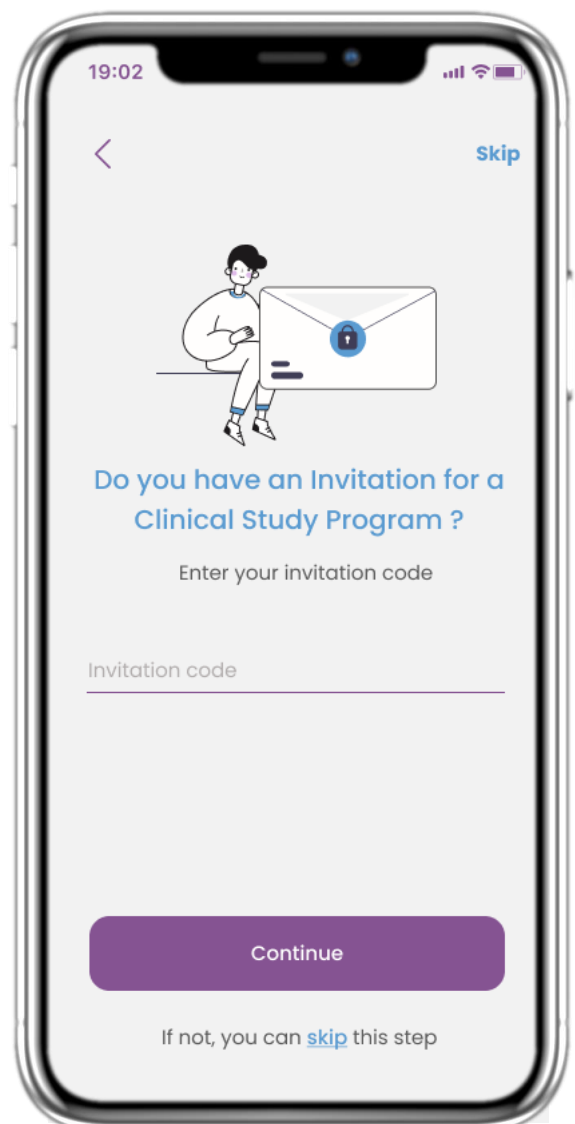 19:02
Skip
Do you have an Invitation for a
Clinical Study Program ?
Enter your invitation code
Invitation code
Continue
If not, you can skip this step